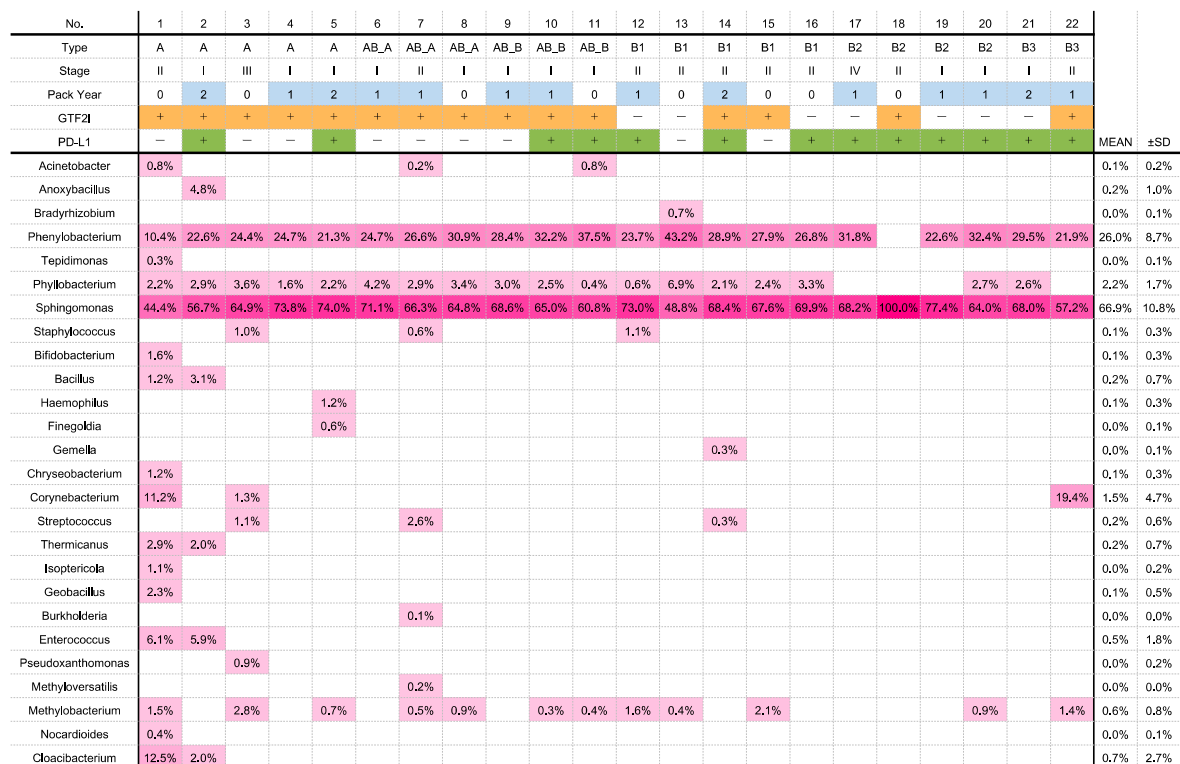 No. 1 2 3 4 5 6 7 8 9 10 11 12 13 14 15 16 17 18 19 20 21 22
Type A A A A A AB_A AB_A AB_A AB_B AB_B AB_B B1 B1 B1 B1 B1 B2 B2 B2 B2 B3 B3
Stage II I III I I I II I I I I II II II II II IV II I I I II
Pack Year 0 2 0 1 2 1 1 0 1 1 0 1 0 2 0 0 1 0 1 1 2 1
GTF2I + + + + + + + + + + + — — + + — — + — — — +
PD-L1 — + — — + — — — — + + + — + — + + + + + + + MEAN ±SD
Acinetobacter 0.8% 0.2% 0.8% 0.1% 0.2%
Anoxybacillus 4.8% 0.2% 1.0%
Bradyrhizobium 0.7% 0.0% 0.1%
Phenylobacterium 10.4% 22.6% 24.4% 24.7% 21.3% 24.7% 26.6% 30.9% 28.4% 32.2% 37.5% 23.7% 43.2% 28.9% 27.9% 26.8% 31.8% 22.6% 32.4% 29.5% 21.9% 26.0% 8.7%
Tepidimonas 0.3% 0.0% 0.1%
Phyllobacterium 2.2% 2.9% 3.6% 1.6% 2.2% 4.2% 2.9% 3.4% 3.0% 2.5% 0.4% 0.6% 6.9% 2.1% 2.4% 3.3% 2.7% 2.6% 2.2% 1.7%
Sphingomonas 44.4% 56.7% 64.9% 73.8% 74.0% 71.1% 66.3% 64.8% 68.6% 65.0% 60.8% 73.0% 48.8% 68.4% 67.6% 69.9% 68.2% 100.0% 77.4% 64.0% 68.0% 57.2% 66.9% 10.8%
Staphylococcus 1.0% 0.6% 1.1% 0.1% 0.3%
Bifidobacterium 1.6% 0.1% 0.3%
Bacillus 1.2% 3.1% 0.2% 0.7%
Haemophilus 1.2% 0.1% 0.3%
Finegoldia 0.6% 0.0% 0.1%
Gemella 0.3% 0.0% 0.1%
Chryseobacterium 1.2% 0.1% 0.3%
Corynebacterium 11.2% 1.3% 19.4% 1.5% 4.7%
Streptococcus 1.1% 2.6% 0.3% 0.2% 0.6%
Thermicanus 2.9% 2.0% 0.2% 0.7%
Isoptericola 1.1% 0.0% 0.2%
Geobacillus 2.3% 0.1% 0.5%
Burkholderia 0.1% 0.0% 0.0%
Enterococcus 6.1% 5.9% 0.5% 1.8%
Pseudoxanthomonas 0.9% 0.0% 0.2%
Methyloversatilis 0.2% 0.0% 0.0%
Methylobacterium 1.5% 2.8% 0.7% 0.5% 0.9% 0.3% 0.4% 1.6% 0.4% 2.1% 0.9% 1.4% 0.6% 0.8%
Nocardioides 0.4% 0.0% 0.1%
Cloacibacterium 12.5% 2.0% 0.7% 2.7%